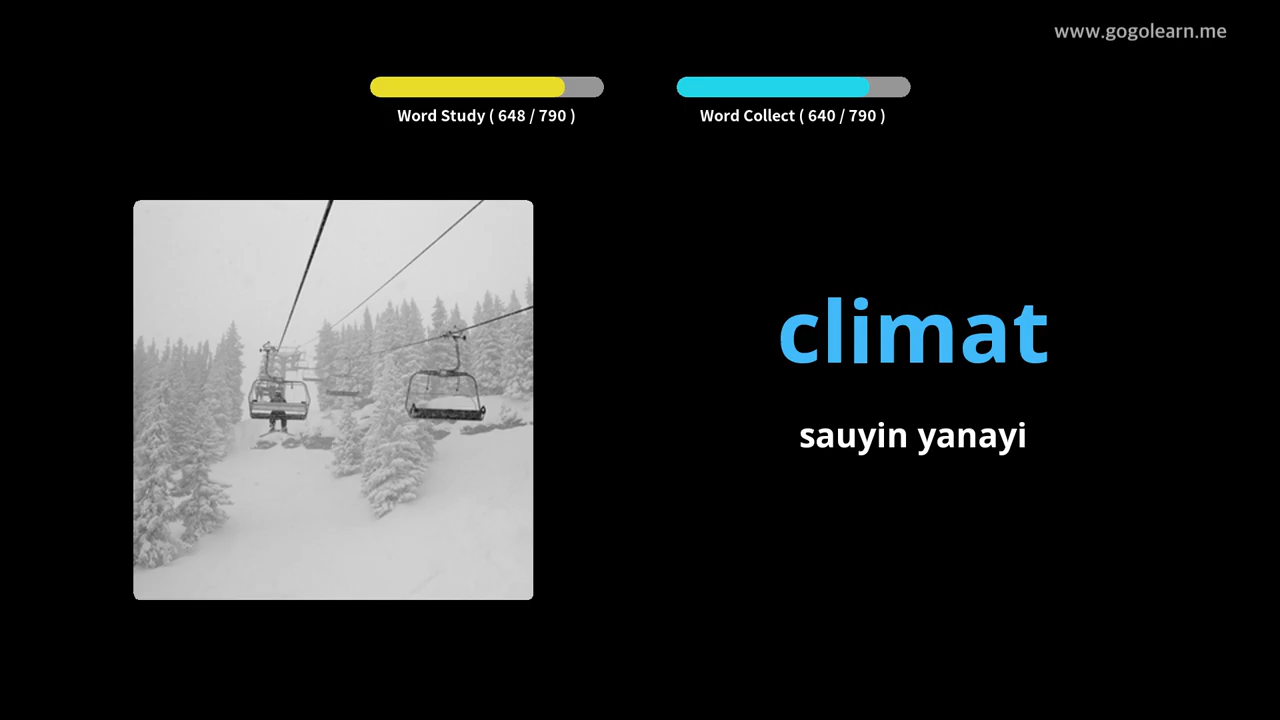 www.gogolearn.me
Word Study ( 648 / 790 )
Word Collect ( 640 / 790 )
climat
sauyin yanayi